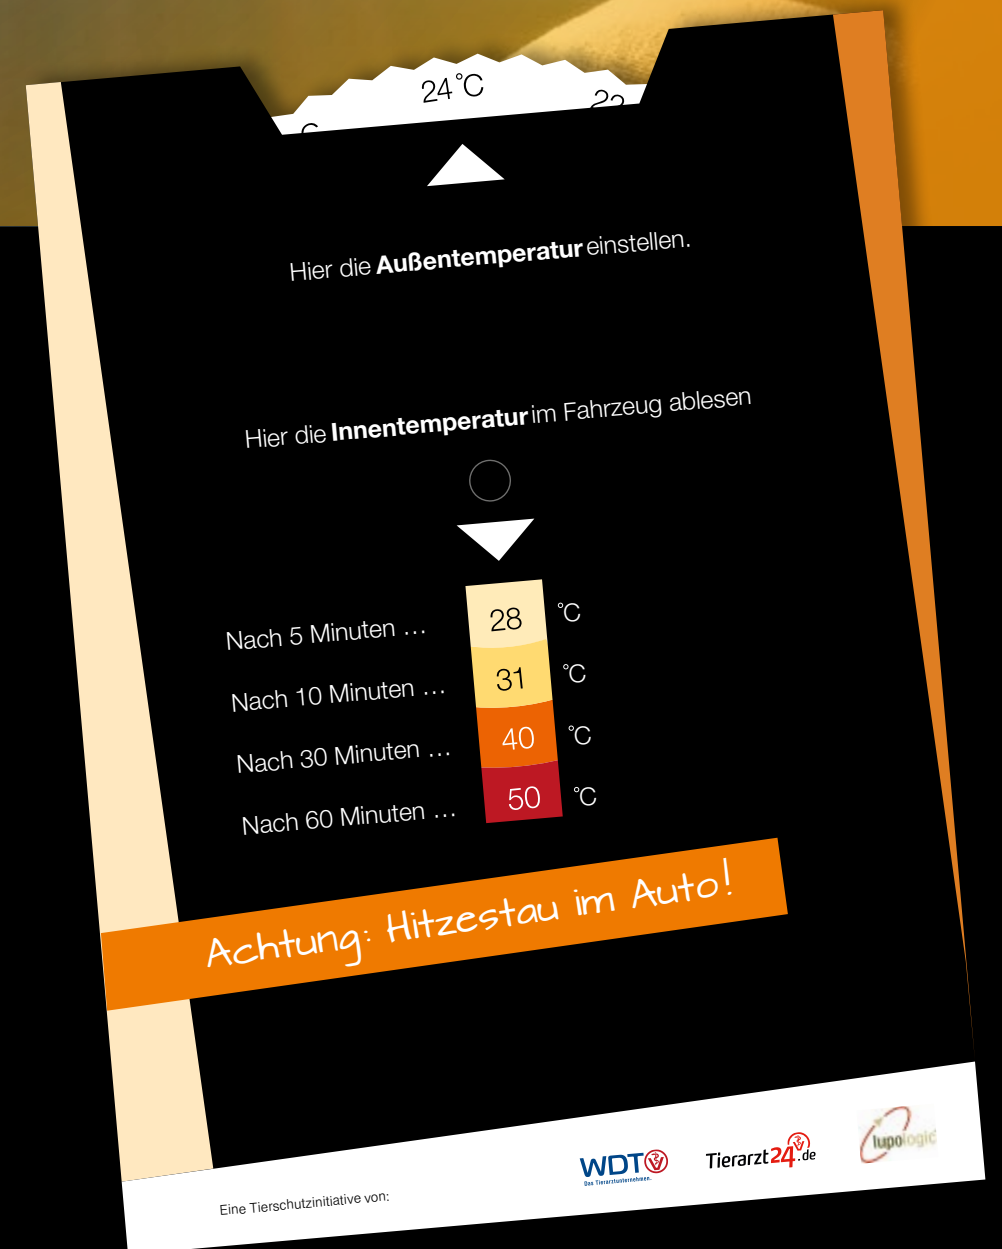 24°C
Hier die Außentemperatur einstellen.
Hier die Innentemperatur im Fahrzeug ablesen
Nach 5 Minuten … 28 °C
Nach 10 Minuten … 31 °C
Nach 30 Minuten … 40 °C
Nach 60 Minuten … 50 °C
Achtung: Hitzestau im Auto!
Eine Tierschutzinitiative von:
WDT
Das Tierarztunternehmen.
Tierarzt24.de
lupologic